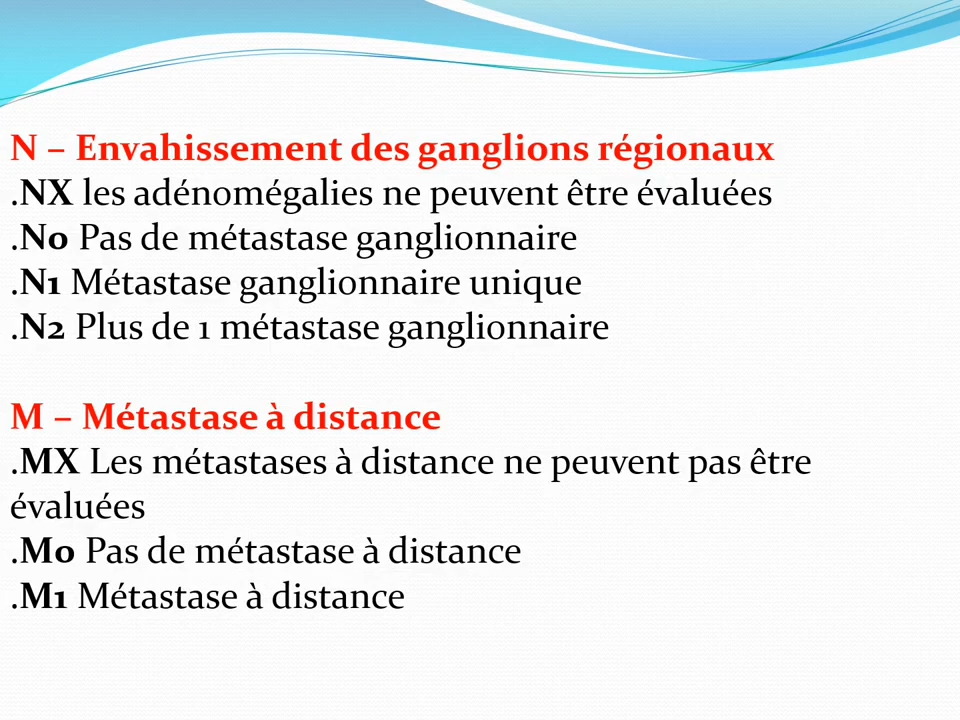 N – Envahissement des ganglions régionaux
.NX les adénomégalies ne peuvent être évaluées
.N0 Pas de métastase ganglionnaire
.N1 Métastase ganglionnaire unique
.N2 Plus de 1 métastase ganglionnaire
M – Métastase à distance
.MX Les métastases à distance ne peuvent pas être
évaluées
.M0 Pas de métastase à distance
.M1 Métastase à distance